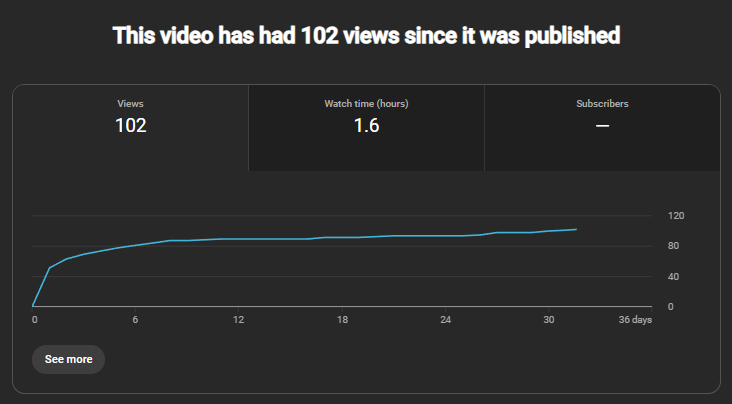 This video has had 102 views since it was published
Views
102
Watch time (hours)
1.6
Subscribers
—
120
80
40
0
0 6 12 18 24 30 36 days
See more